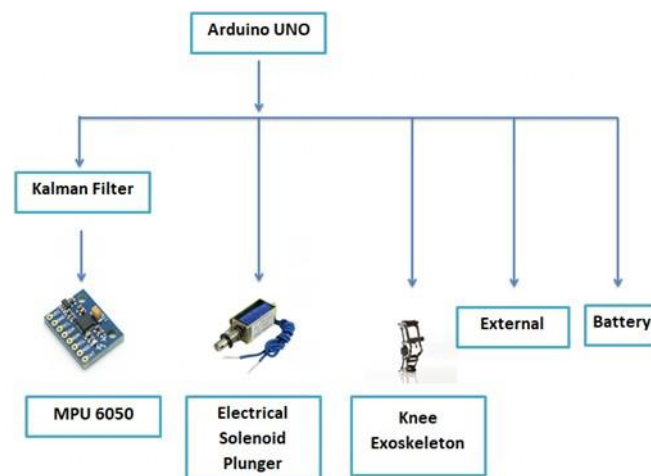 Arduino UNO
Kalman Filter
External
Battery
MPU 6050
Electrical
Solenoid
Plunger
Knee
Exoskeleton